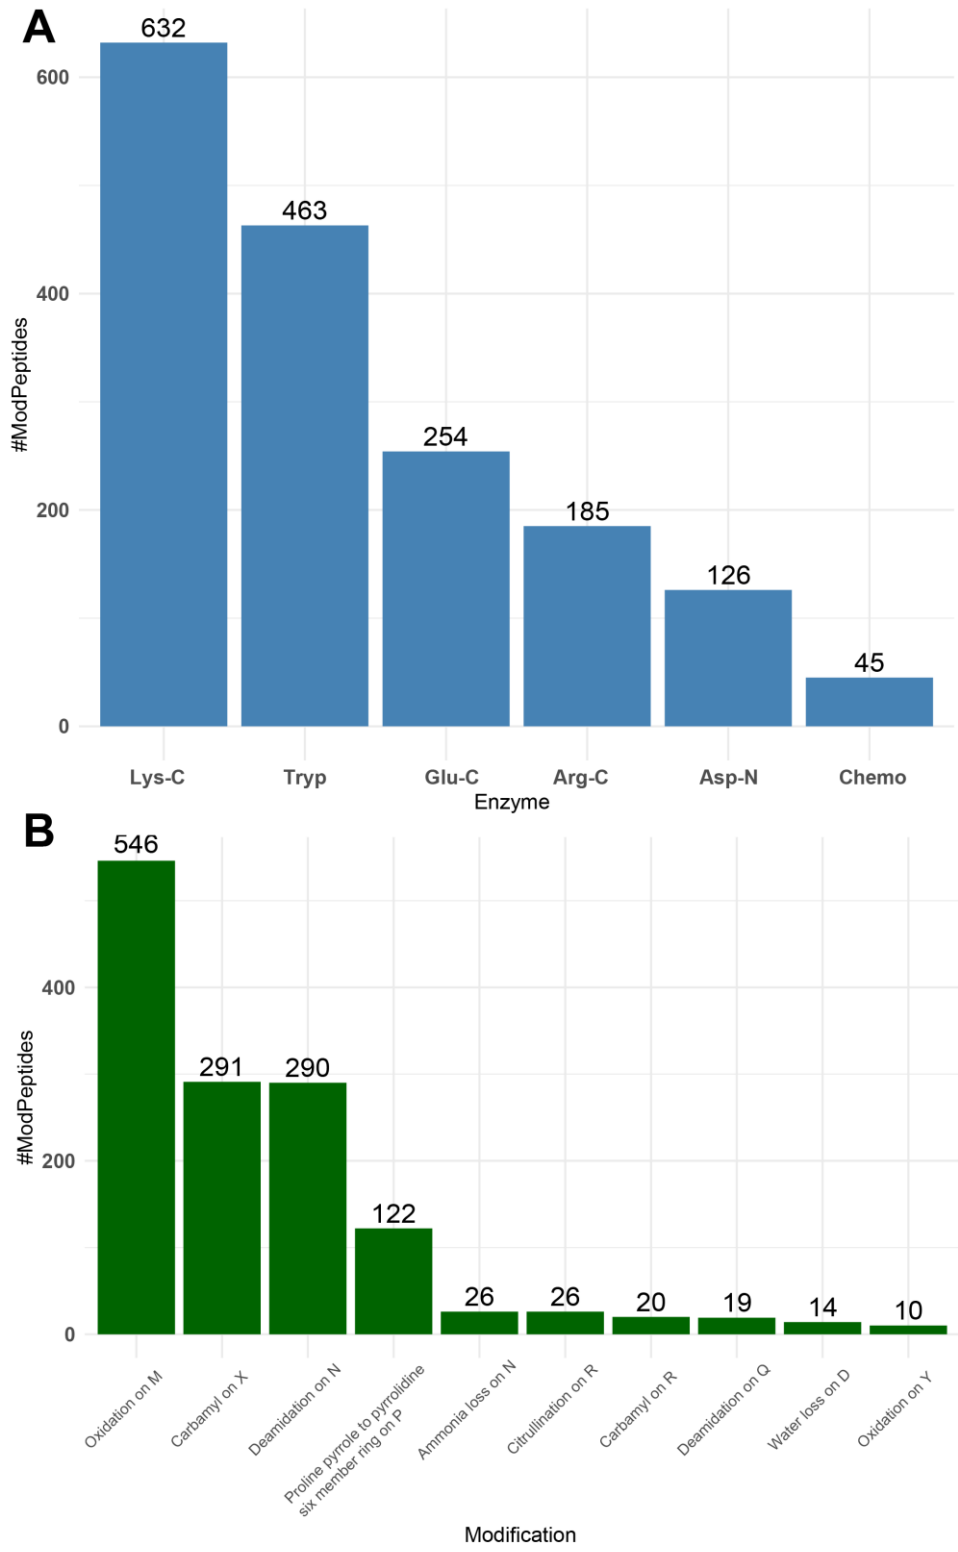 A
632
463
254
185
126
45
600
400
200
0
#ModPeptides
Lys-C Tryp Glu-C Arg-C Asp-N Chemo
Enzyme
B
546
291
290
122
26
26
20
19
14
10
400
200
0
#ModPeptides
Oxidation on M
Carbamyl on X
Deamidation on N
Proline pyrrole to pyrrolidine
six member ring on P
Ammonia loss on N
Citrullination on R
Carbamyl on R
Deamidation on Q
Water loss on D
Oxidation on Y
Modification